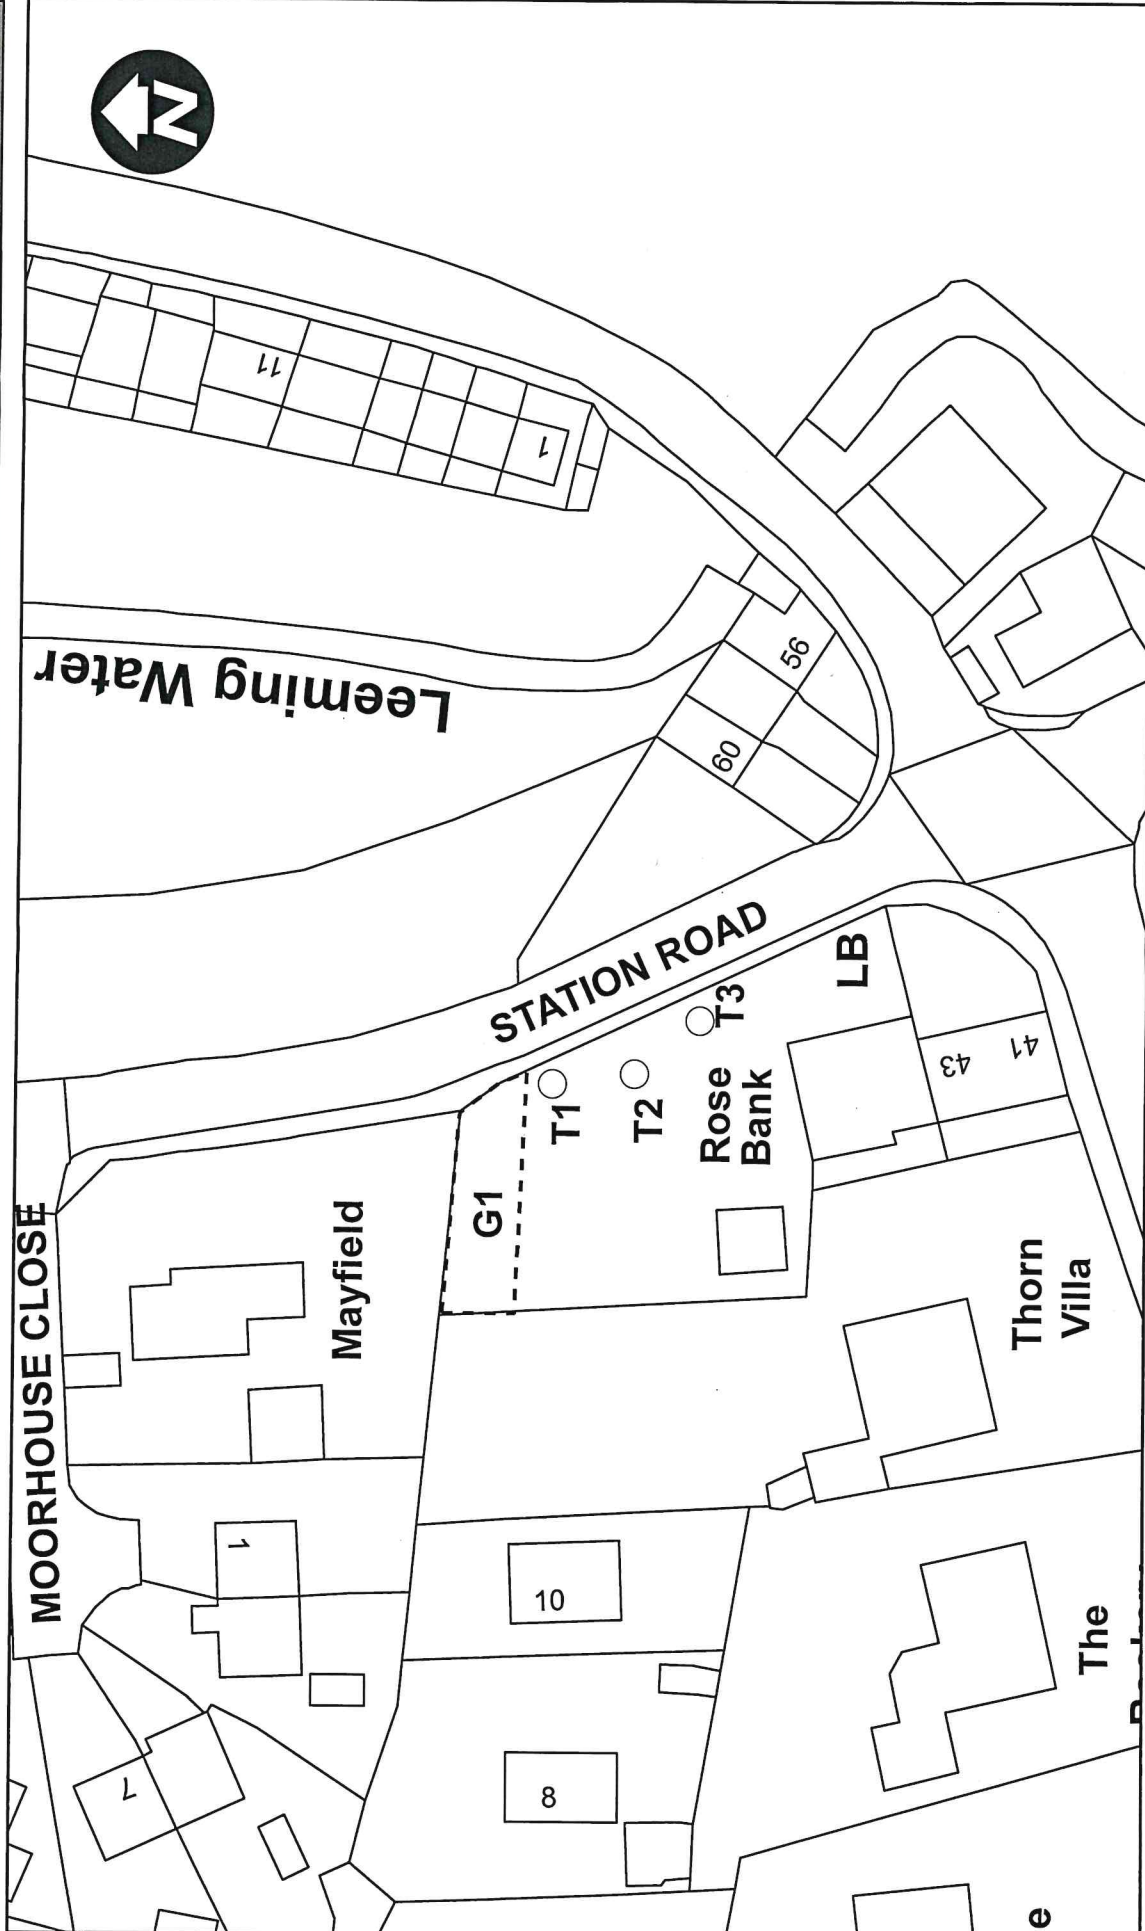 N
11
1
Leeming Water
56
60
STATION ROAD
LB
T3
T1
T2
Rose
Bank
43
41
G1
MOORHOUSE CLOSE
Mayfield
Thorn
Villa
1
10
The
7
8
e